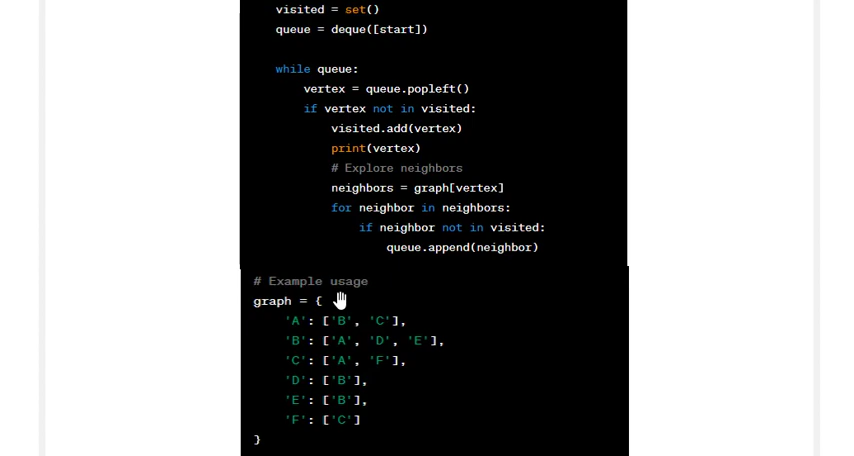 visited = set()
queue = deque([start])
while queue:
vertex = queue.popleft()
if vertex not in visited:
visited.add(vertex)
print(vertex)
# Explore neighbors
neighbors = graph[vertex]
for neighbor in neighbors:
if neighbor not in visited:
queue.append(neighbor)
# Example usage
graph = {
'A': ['B', 'C'],
'B': ['A', 'D', 'E'],
'C': ['A', 'F'],
'D': ['B'],
'E': ['B'],
'F': ['C']
}